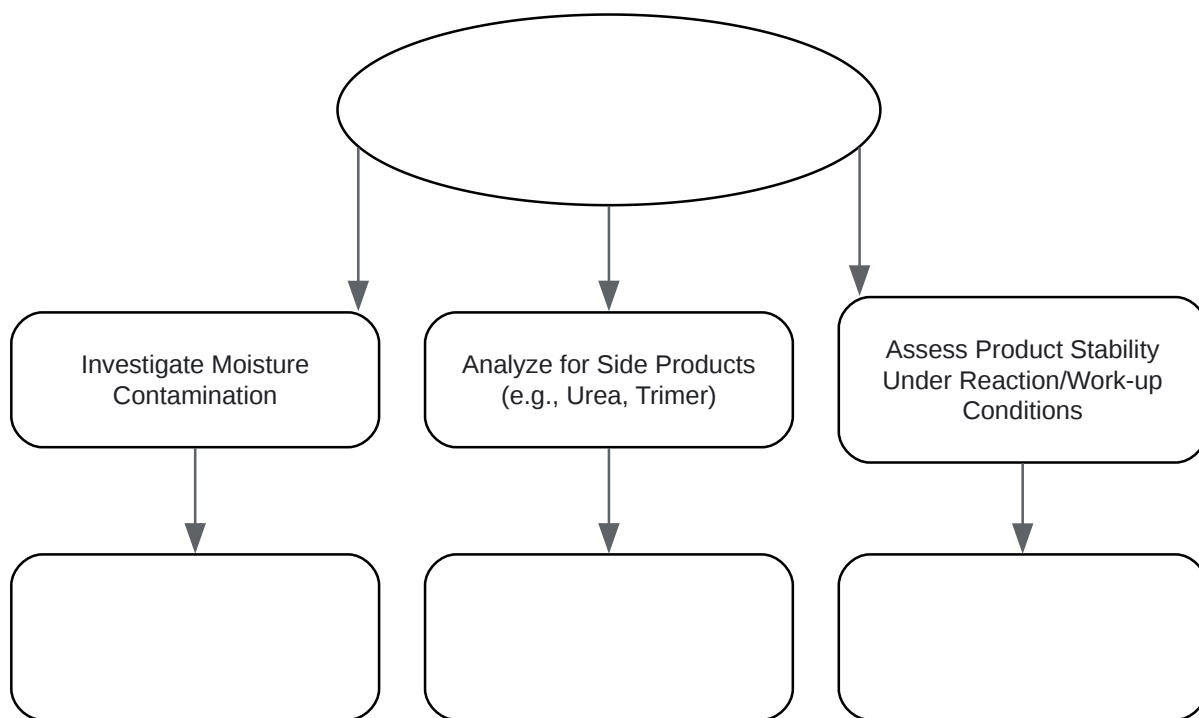 Investigate Moisture
Contamination
Analyze for Side Products
(e.g., Urea, Trimer)
Assess Product Stability
Under Reaction/Work-up
Conditions